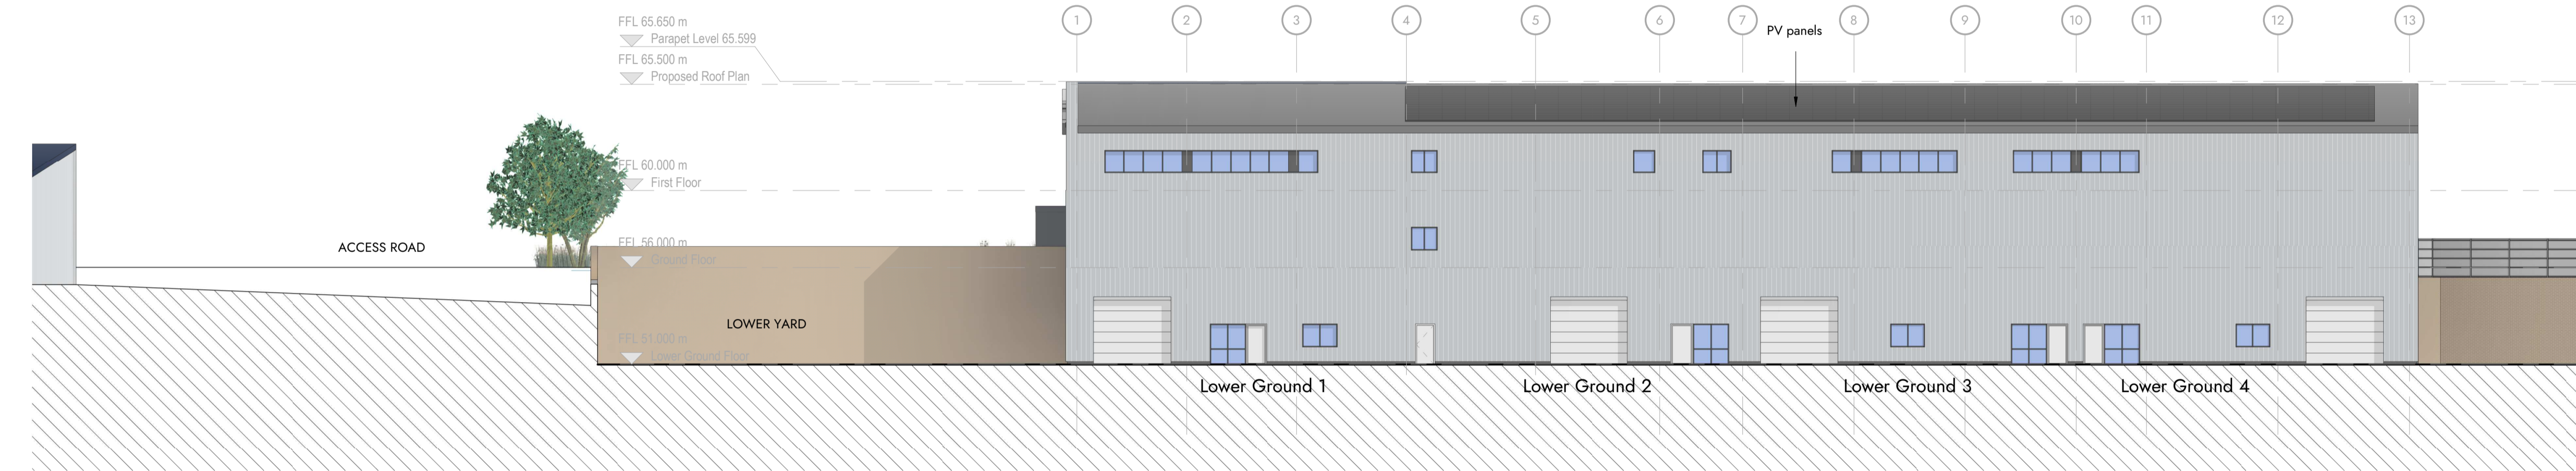 FFL 65.650 m
Parapet Level 65.599
FFL 65.500 m
Proposed Roof Plan
1 2 3 4 5 6 7 8 9 10 11 12 13
PV panels
FFL 60.000 m
First Floor
ACCESS ROAD
FFL 56.000 m
Ground Floor
LOWER YARD
FFL 51.000 m
Lower Ground Floor
Lower Ground 1 Lower Ground 2 Lower Ground 3 Lower Ground 4